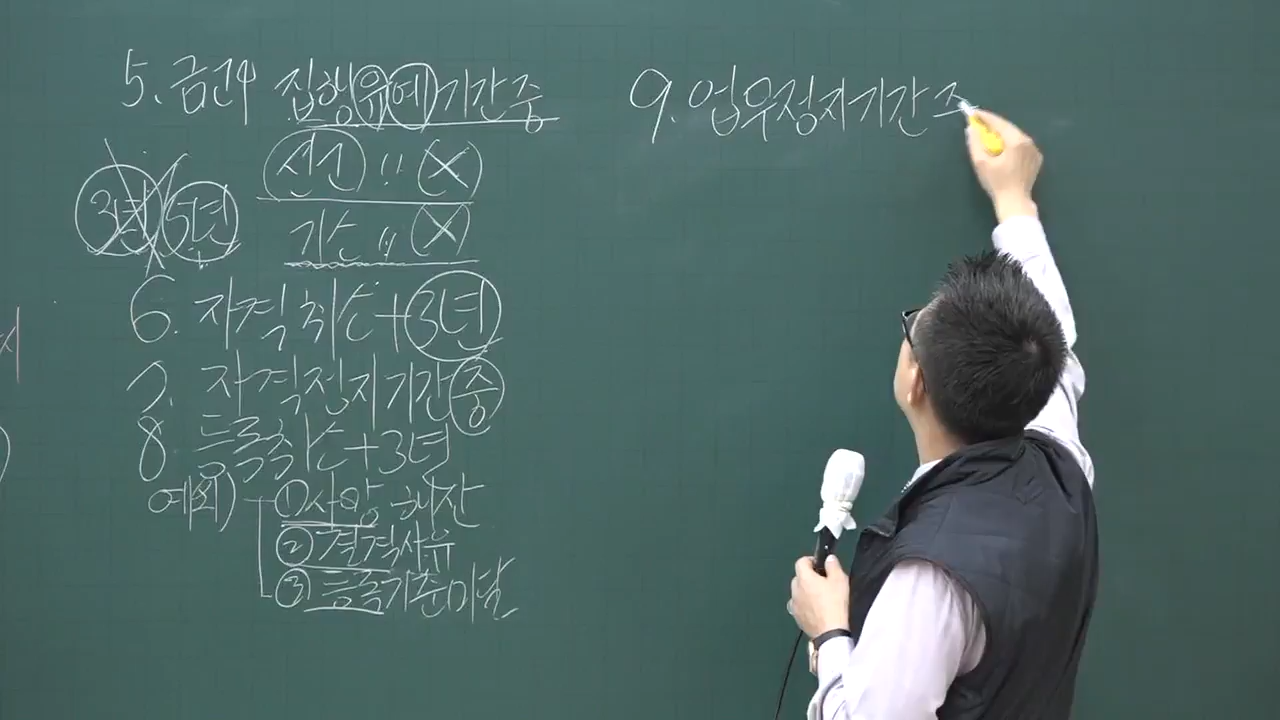 5. 금고 집행유예기간중
선신 〃 X
기소 〃 X
3년 5년
6. 자격취소+3년
7. 자격정지기간중
8 등록취소+3년
예외) ①사망 해산
② 결격사유
③ 등록기준미달
9. 업무정지기간